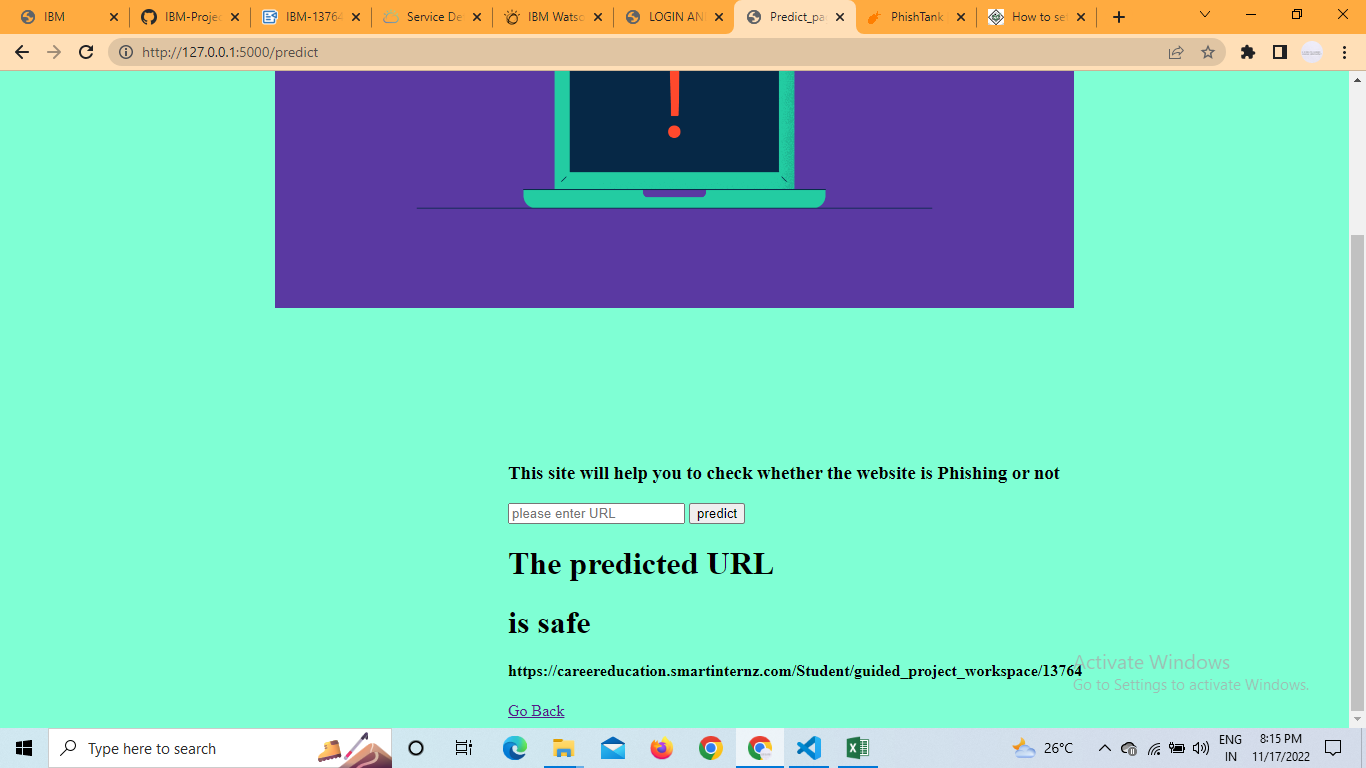 IBM
IBM-Projec
IBM-13764
Service De
IBM Watso
LOGIN AN
Predict_pa
PhishTank
How to se
http://127.0.0.1:5000/predict
This site will help you to check whether the website is Phishing or not
please enter URL
predict
The predicted URL
is safe
https://careereducation.smartinternz.com/Student/guided_project_workspace/13764
Go Back
Activate Windows
Go to Settings to activate Windows.
Type here to search
26°C
ENG
IN
8:15 PM
11/17/2022